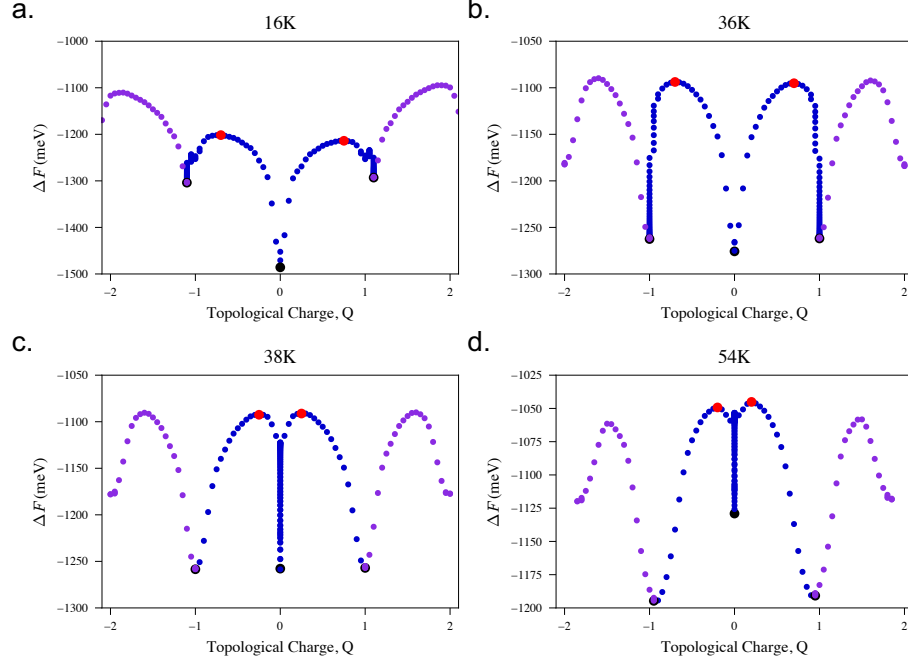 a.
16K
−1000
−1100
−1200
−1300
−1400
−1500
ΔF (meV)
−2
−1
0
1
2
Topological Charge, Q
b.
36K
−1050
−1100
−1150
−1200
−1250
−1300
ΔF (meV)
−2
−1
0
1
2
Topological Charge, Q
c.
38K
−1050
−1100
−1150
−1200
−1250
−1300
ΔF (meV)
−2
−1
0
1
2
Topological Charge, Q
d.
54K
−1025
−1050
−1075
−1100
−1125
−1150
−1175
−1200
ΔF (meV)
−2
−1
0
1
2
Topological Charge, Q